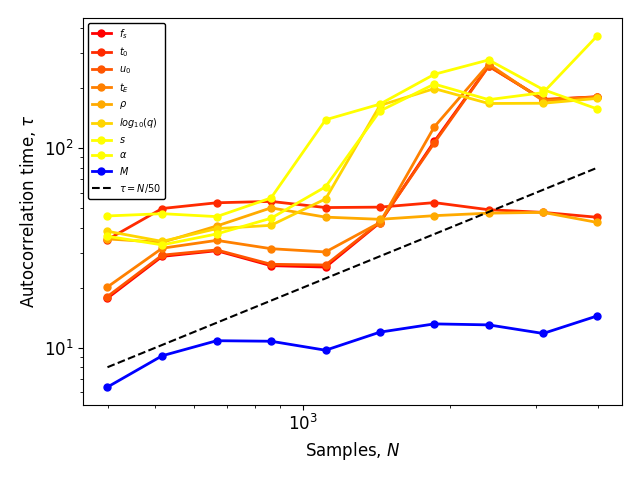 f_s
t_0
u_0
t_E
ρ
log_10(q)
s
α
M
τ = N/50
10^2
10^1
10^3
Autocorrelation time, τ
Samples, N